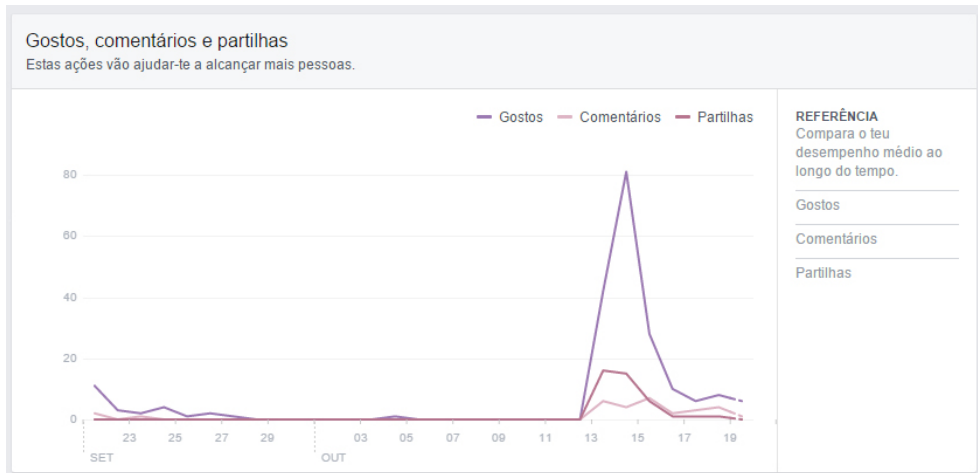 Gostos, comentários e partilhas
Estas ações vão ajudar-te a alcançar mais pessoas.
Gostos Comentários Partilhas
80
60
40
20
0
23 25 27 29 03 05 07 09 11 13 15 17 19
SET OUT
REFERÊNCIA
Compara o teu
desempenho médio ao
longo do tempo.
Gostos
Comentários
Partilhas